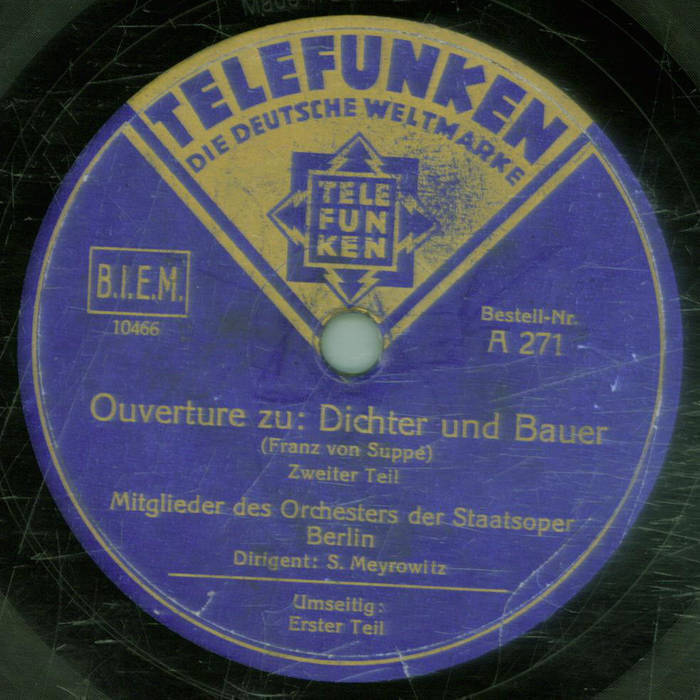 Made
TELEFUNKEN
DIE DEUTSCHE WELTMARKE
TELE
FUN
KEN
B.I.E.M.
10466
Bestell-Nr.
A 271
Ouverture zu: Dichter und Bauer
(Franz von Suppé)
Zweiter Teil
Mitglieder des Orchesters der Staatsoper
Berlin
Dirigent: S. Meyrowitz
Umseitig:
Erster Teil